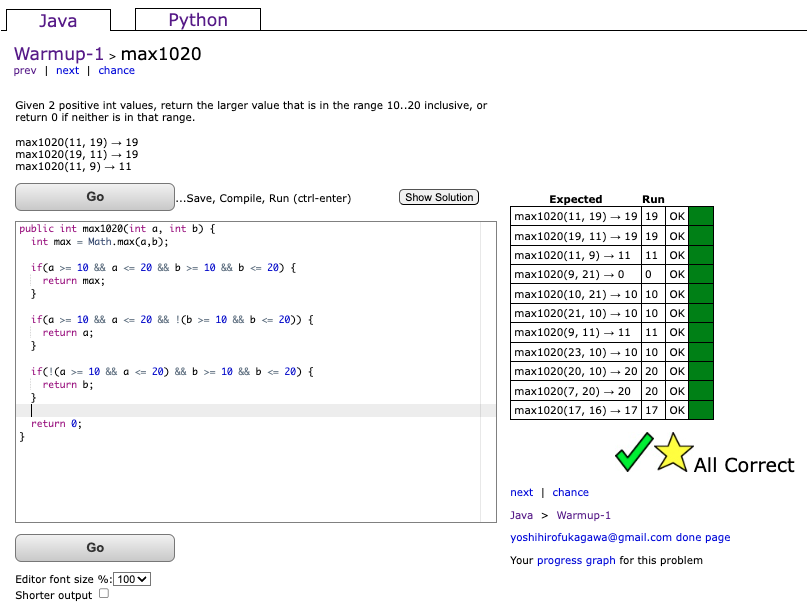 Java
Python
Warmup-1 > max1020
prev | next | chance
Given 2 positive int values, return the larger value that is in the range 10..20 inclusive, or
return 0 if neither is in that range.
max1020(11, 19) → 19
max1020(19, 11) → 19
max1020(11, 9) → 11
Go
...Save, Compile, Run (ctrl-enter)
Show Solution
public int max1020(int a, int b) {
int max = Math.max(a,b);
if(a >= 10 && a <= 20 && b >= 10 && b <= 20) {
return max;
}
if(a >= 10 && a <= 20 && !(b >= 10 && b <= 20)) {
return a;
}
if(!(a >= 10 && a <= 20) && b >= 10 && b <= 20) {
return b;
}
return 0;
}
Go
Editor font size %: 100
Shorter output
Expected Run
max1020(11, 19) → 19 19 OK
max1020(19, 11) → 19 19 OK
max1020(11, 9) → 11 11 OK
max1020(9, 21) → 0 0 OK
max1020(10, 21) → 10 10 OK
max1020(21, 10) → 10 10 OK
max1020(9, 11) → 11 11 OK
max1020(23, 10) → 10 10 OK
max1020(20, 10) → 20 20 OK
max1020(7, 20) → 20 20 OK
max1020(17, 16) → 17 17 OK
All Correct
next | chance
Java > Warmup-1
yoshihirofukagawa@gmail.com done page
Your progress graph for this problem